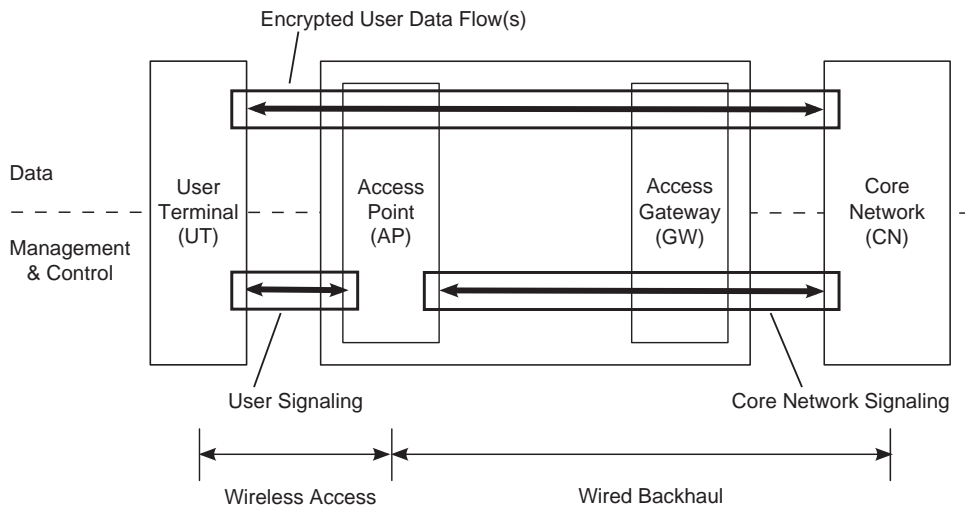 Encrypted User Data Flow(s)
Data
User
Terminal
(UT)
Access
Point
(AP)
Access
Gateway
(GW)
Core
Network
(CN)
Management
& Control
User Signaling
Core Network Signaling
Wireless Access
Wired Backhaul